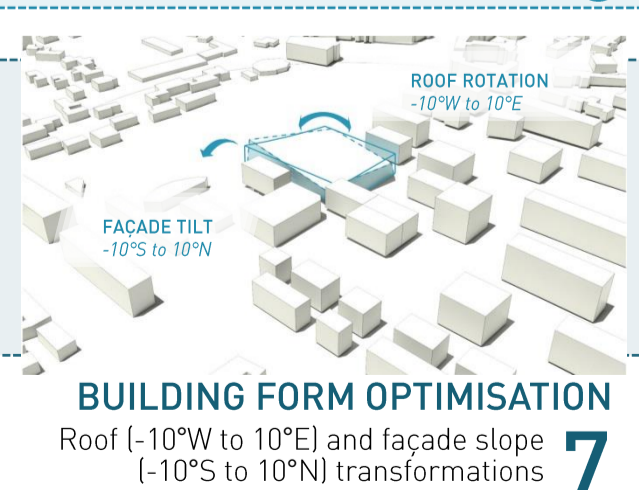 ROOF ROTATION
-10°W to 10°E
FAÇADE TILT
-10°S to 10°N
BUILDING FORM OPTIMISATION
Roof (-10°W to 10°E) and façade slope
(-10°S to 10°N) transformations
7